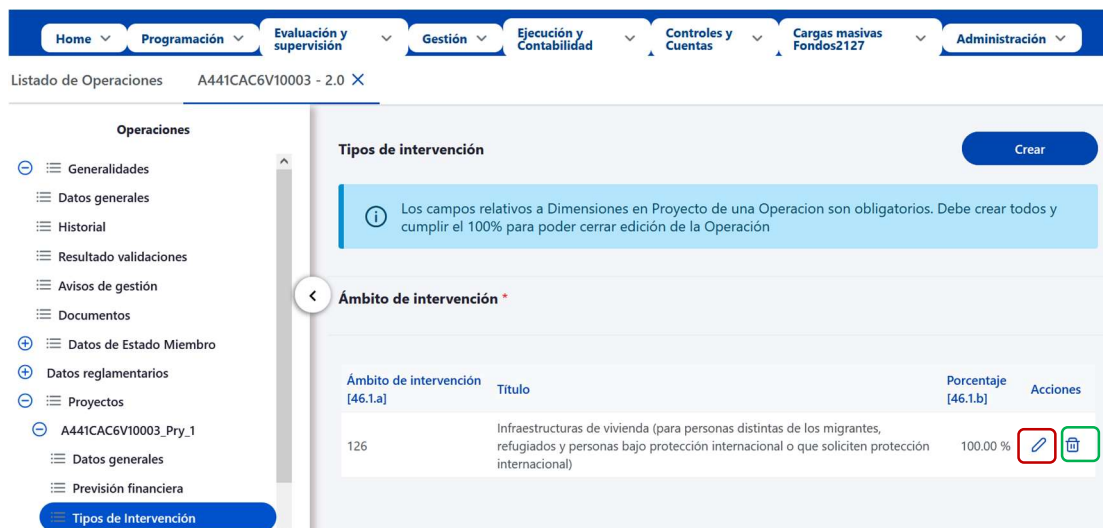 Home
Programación
Evaluación y
supervisión
Gestión
Ejecución y
Contabilidad
Controles y
Cuentas
Cargas masivas
Fondos2127
Administración
Listado de Operaciones
A441CAC6V10003 - 2.0
Operaciones
Generalidades
Datos generales
Historial
Resultado validaciones
Avisos de gestión
Documentos
Datos de Estado Miembro
Datos reglamentarios
Proyectos
A441CAC6V10003_Pry_1
Datos generales
Previsión financiera
Tipos de Intervención
Tipos de intervención
Crear
Los campos relativos a Dimensiones en Proyecto de una Operacion son obligatorios. Debe crear todos y
cumplir el 100% para poder cerrar edición de la Operación
Ámbito de intervención *
Ámbito de intervención
[46.1.a]
Título
Porcentaje
[46.1.b]
Acciones
126
Infraestructuras de vivienda (para personas distintas de los migrantes,
refugiados y personas bajo protección internacional o que soliciten protección
internacional)
100.00 %